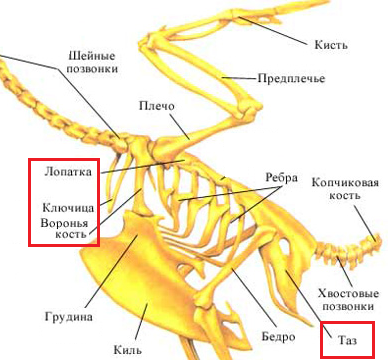 Кисть
Шейные
позвонки
Предплечье
Плечо
Лопатка
Ребра
Копчиковая
кость
Ключица
Воронья
кость
Хвостовые
позвонки
Грудина
Бедро
Таз
Киль